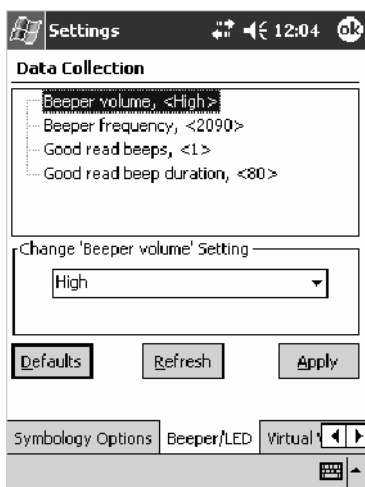 Settings 12:04 ok
Data Collection
Beeper volume, <High>
Beeper frequency, <2090>
Good read beeps, <1>
Good read beep duration, <80>
Change 'Beeper volume' Setting
High
Defaults Refresh Apply
Symbology Options Beeper/LED Virtual